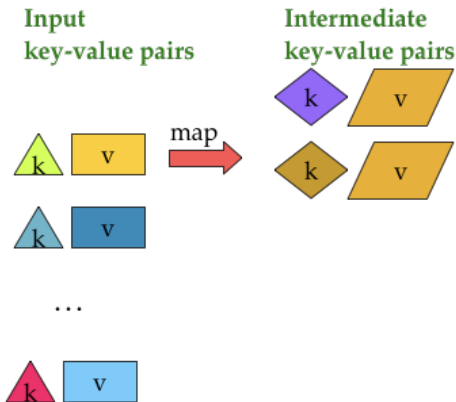 Input
key-value pairs
Intermediate
key-value pairs
k v
k v
map
k v
k v
...
k v